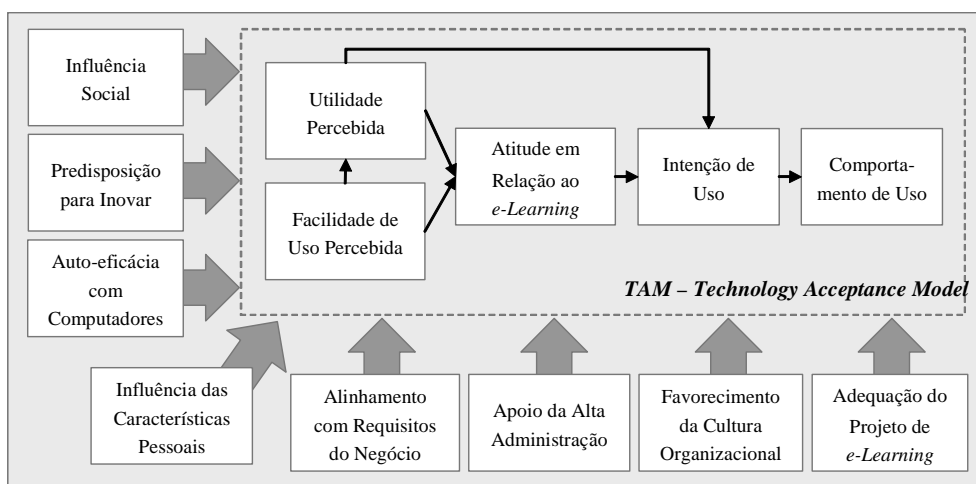 Influência
Social
Predisposição
para Inovar
Auto-eficácia
com
Computadores
Utilidade
Percebida
Facilidade de
Uso Percebida
Atitude em
Relação ao
e-Learning
Intenção de
Uso
Comporta-
mento de Uso
TAM – Technology Acceptance Model
Influência das
Características
Pessoais
Alinhamento
com Requisitos
do Negócio
Apoio da Alta
Administração
Favorecimento
da Cultura
Organizacional
Adequação do
Projeto de
e-Learning